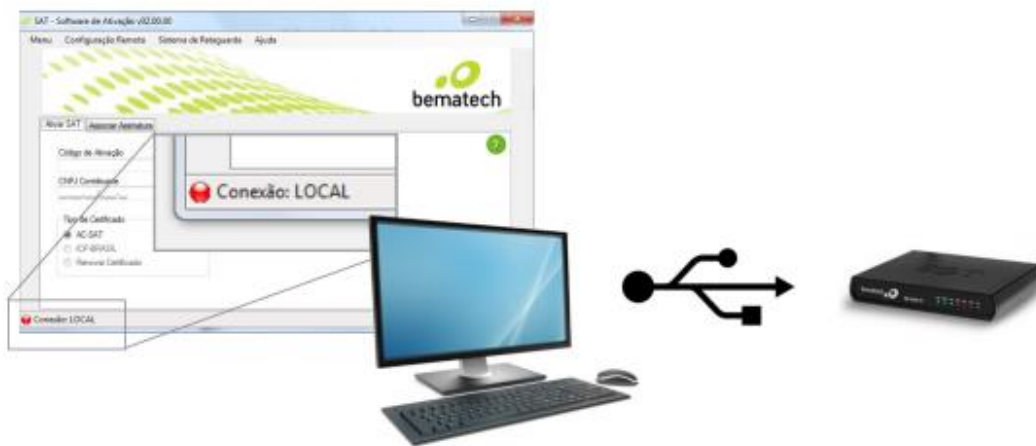 SAT - Software de Ativação v02.00.00
Menu Configuração Remota Sistema de Retaguarda Ajuda
bematech
Ativar SAT Associar Assinatura
?
Código de Ativação
CNPJ Contribuinte
Tipo de Certificado
AC-SAT
ICP-BRASIL
Renovar Certificado
Conexão: LOCAL
Conexão: LOCAL
bematech